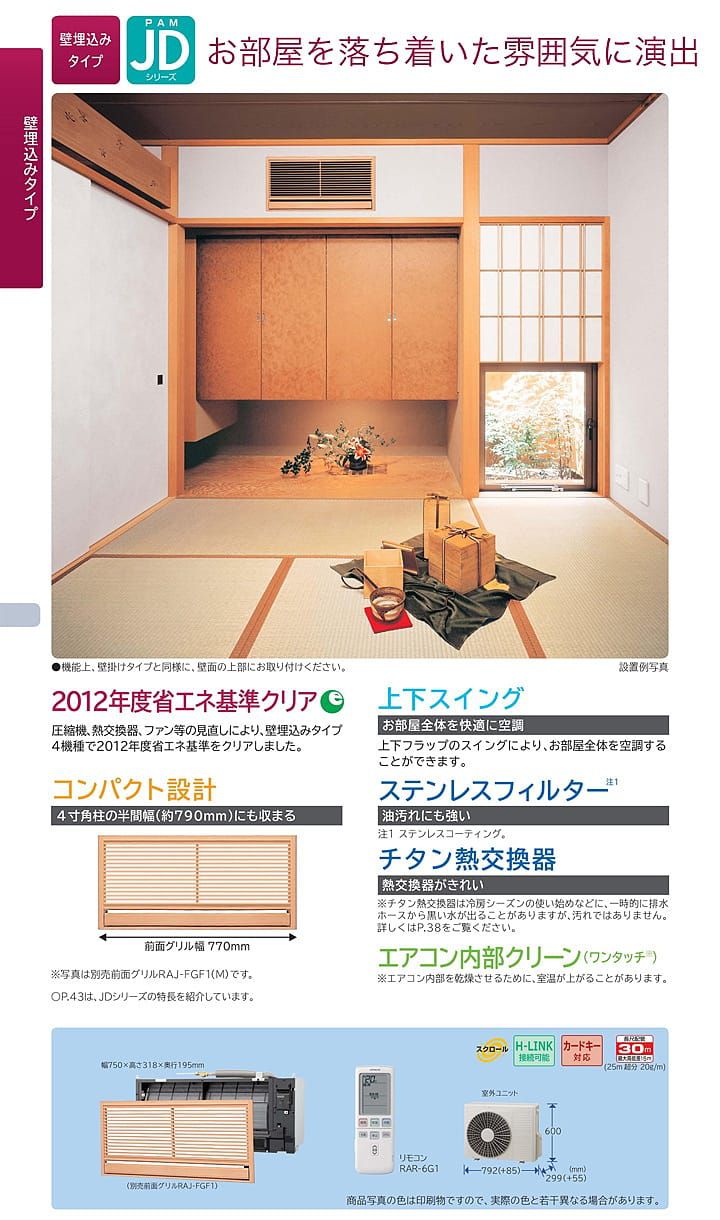 壁埋込み
タイプ
PAM
JD
シリーズ
お部屋を落ち着いた雰囲気に演出
壁埋込みタイプ
●機能上、壁掛けタイプと同様に、壁面の上部にお取り付けください。
設置例写真
2012年度省エネ基準クリア
圧縮機、熱交換器、ファン等の見直しにより、壁埋込みタイプ
4機種で2012年度省エネ基準をクリアしました。
コンパクト設計
4寸角柱の半間幅(約790mm)にも収まる
前面グリル幅 770mm
※写真は別売前面グリルRAJ-FGF1(M)です。
○P.43は、JDシリーズの特長を紹介しています。
上下スイング
お部屋全体を快適に空調
上下フラップのスイングにより、お部屋全体を空調する
ことができます。
ステンレスフィルター注1
油汚れにも強い
注1 ステンレスコーティング。
チタン熱交換器
熱交換器がきれい
※チタン熱交換器は冷房シーズンの使い始めなどに、一時的に排水
ホースから黒い水が出ることがありますが、汚れではありません。
詳しくはP.38をご覧ください。
エアコン内部クリーン(ワンタッチ※)
※エアコン内部を乾燥させるために、室温が上がることがあります。
スクロール
H-LINK
接続可能
カードキー
対応
長尺配管
30m
最大高低差15m
(25m超分 20g/m)
幅750×高さ318×奥行195mm
(別売前面グリルRAJ-FGF1)
リモコン
RAR-6G1
室外ユニット
600
792(+85)
(mm)
299(+55)
商品写真の色は印刷物ですので、実際の色と若干異なる場合があります。